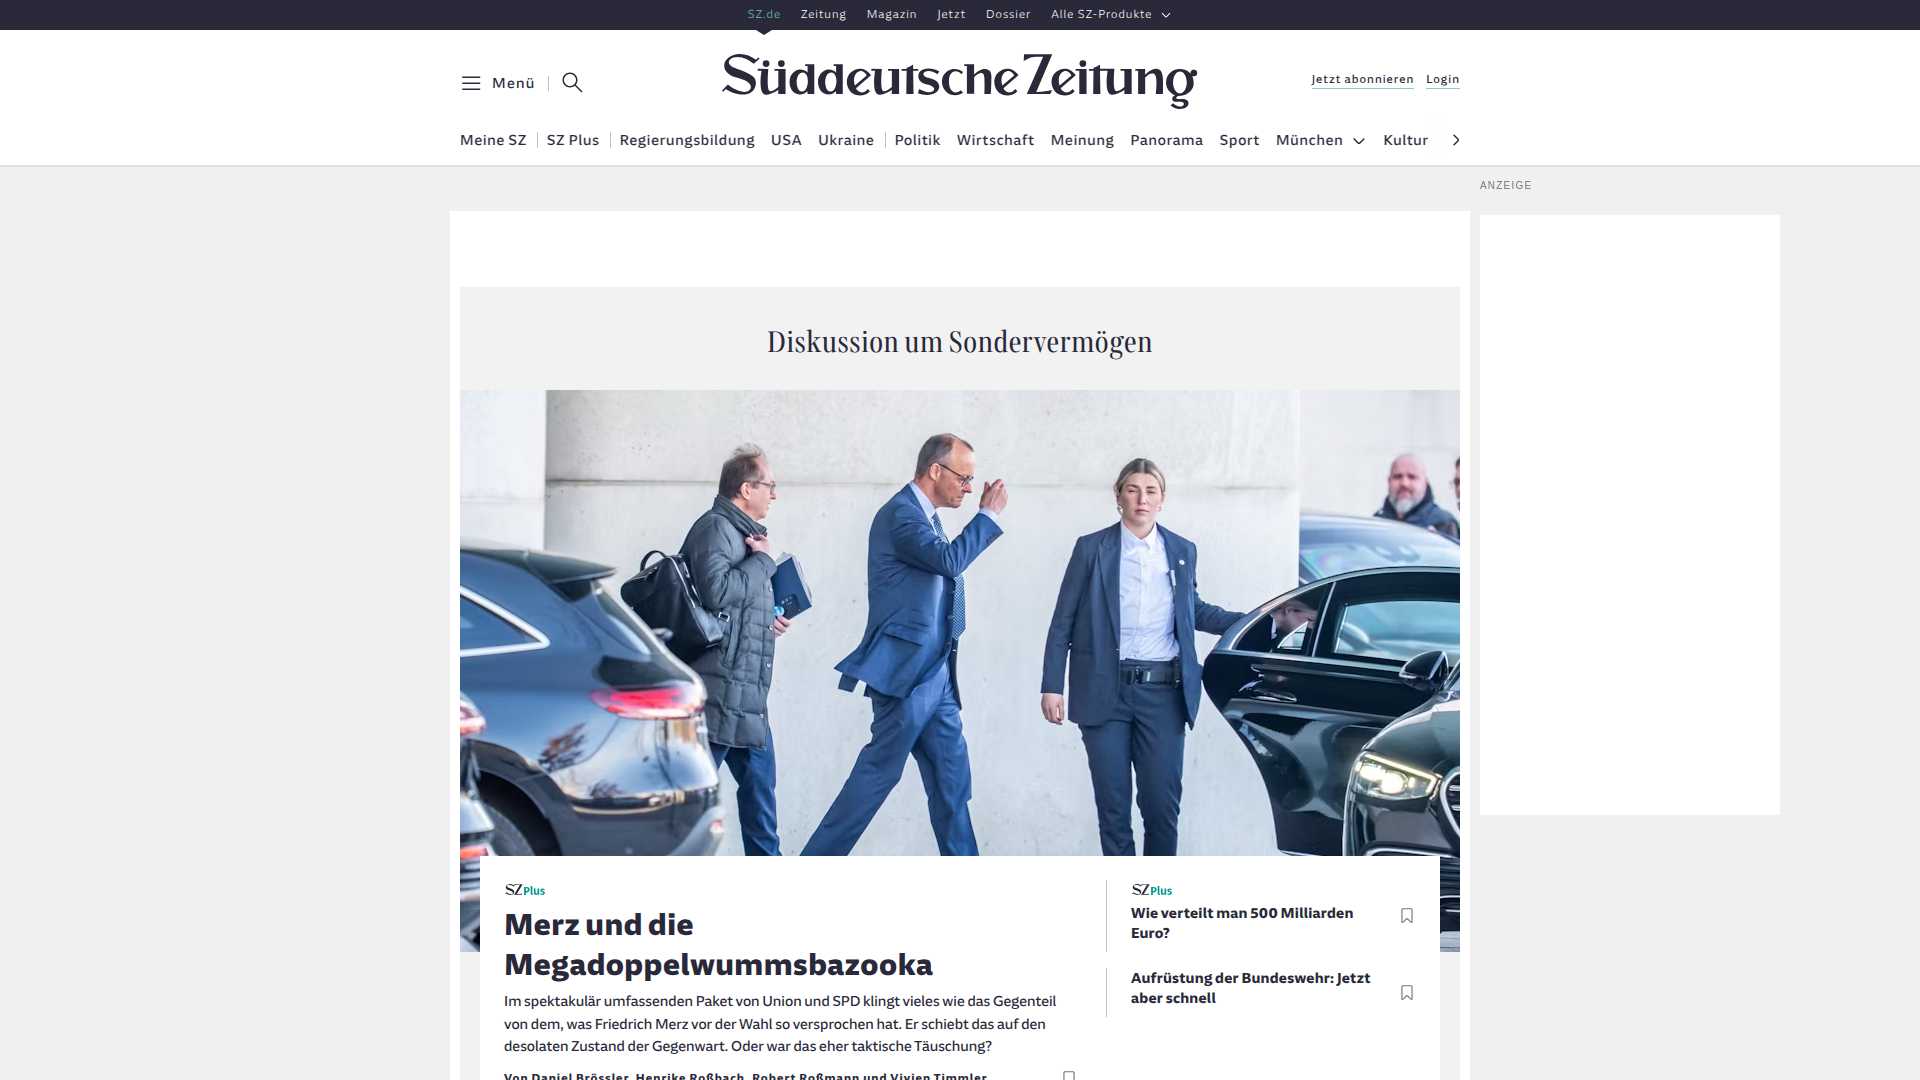 SZ.de Zeitung Magazin Jetzt Dossier Alle SZ-Produkte
Menü
Süddeutsche Zeitung
Jetzt abonnieren Login
Meine SZ SZ Plus Regierungsbildung USA Ukraine Politik Wirtschaft Meinung Panorama Sport München Kultur
ANZEIGE
Diskussion um Sondervermögen
SZ Plus
Merz und die
Megadoppelwummsbazooka
Im spektakulär umfassenden Paket von Union und SPD klingt vieles wie das Gegenteil
von dem, was Friedrich Merz vor der Wahl so versprochen hat. Er schiebt das auf den
desolaten Zustand der Gegenwart. Oder war das eher taktische Täuschung?
Von Daniel Brössler, Henrike Roßbach, Robert Roßmann und Vivien Timmler
SZ Plus
Wie verteilt man 500 Milliarden
Euro?
Aufrüstung der Bundeswehr: Jetzt
aber schnell